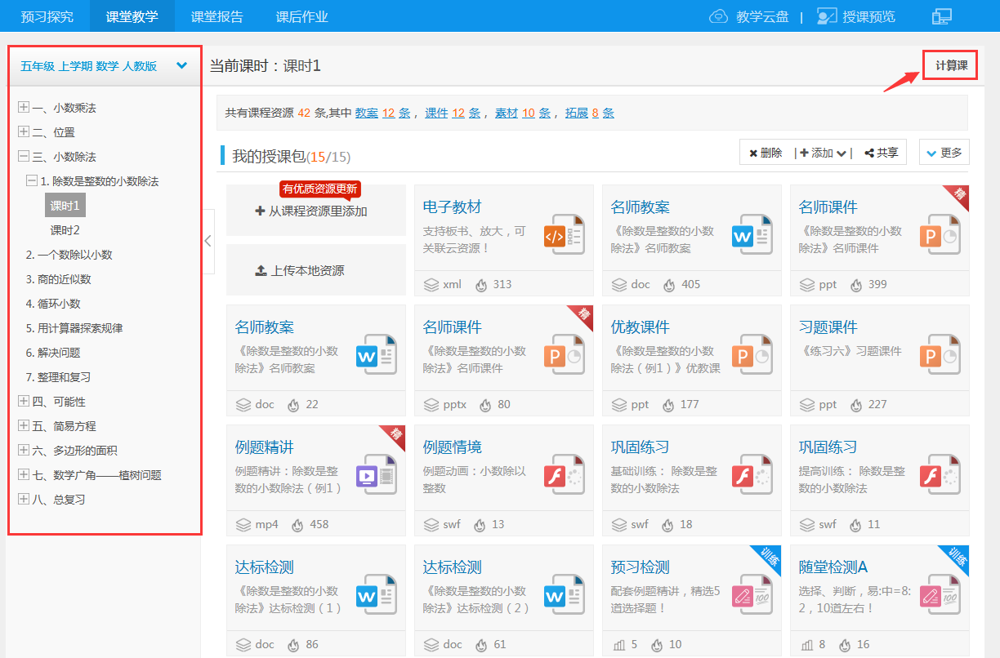 预习探究 课堂教学 课堂报告 课后作业 教学云盘 | 授课预览
五年级 上学期 数学 人教版
一、小数乘法
二、位置
三、小数除法
1. 除数是整数的小数除法
课时1
课时2
2. 一个数除以小数
3. 商的近似数
4. 循环小数
5. 用计算器探索规律
6. 解决问题
7. 整理和复习
四、可能性
五、简易方程
六、多边形的面积
七、数学广角——植树问题
八、总复习
当前课时：课时1
计算课
共有课程资源 42 条,其中 教案 12 条， 课件 12 条， 素材 10 条， 拓展 8 条
我的授课包(15/15)
删除 | 添加 | 共享 更多
有优质资源更新
从课程资源里添加
上传本地资源
电子教材
支持板书、放大，可
关联云资源！
xml 313
名师教案
《除数是整数的小数
除法》名师教案
doc 405
精
名师课件
《除数是整数的小数
除法》名师课件
ppt 399
名师教案
《除数是整数的小数
除法》名师教案
doc 22
精
名师课件
《除数是整数的小数
除法》名师课件
pptx 80
优教课件
《除数是整数的小数
除法（例1）》优教课
ppt 177
习题课件
《练习六》习题课件
ppt 227
精
例题精讲
例题精讲：除数是整
数的小数除法（例1）
mp4 458
例题情境
例题动画：小数除以
整数
swf 13
巩固练习
基础训练： 除数是整
数的小数除法
swf 18
巩固练习
提高训练： 除数是整
数的小数除法
swf 11
达标检测
《除数是整数的小数
除法》达标检测（1）
doc 86
达标检测
《除数是整数的小数
除法》达标检测（2）
doc 61
训练
预习检测
配套例题精讲，精选5
道选择题！
5 10
训练
随堂检测A
选择、判断，易:中=8:
2，10道左右！
8 16